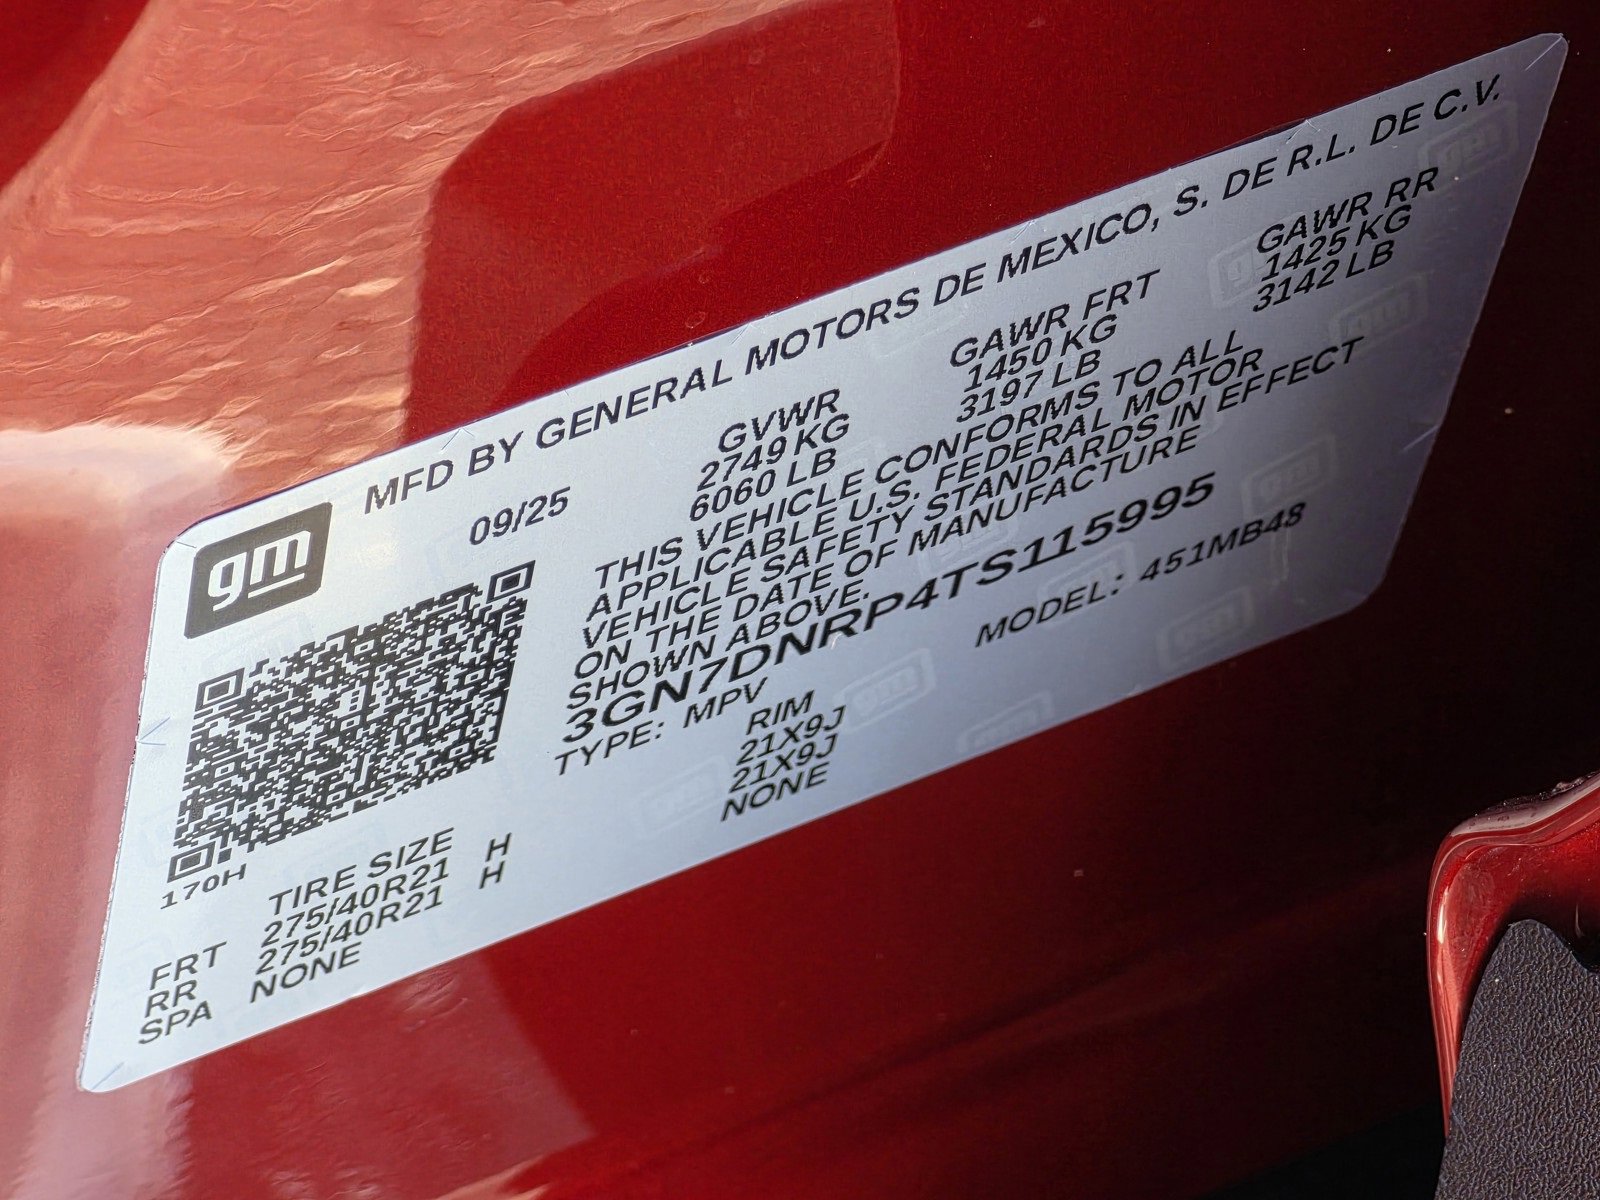 gm
MFD BY GENERAL MOTORS DE MEXICO, S. DE R.L. DE C.V.
09/25
GVWR GAWR FRT GAWR RR
2749 KG 1450 KG 1425 KG
6060 LB 3197 LB 3142 LB
THIS VEHICLE CONFORMS TO ALL
APPLICABLE U.S. FEDERAL MOTOR
VEHICLE SAFETY STANDARDS IN EFFECT
ON THE DATE OF MANUFACTURE
SHOWN ABOVE.
3GN7DNRP4TS115995
TYPE: MPV MODEL: 451MB48
170H
TIRE SIZE RIM
FRT 275/40R21 H 21X9J
RR 275/40R21 H 21X9J
SPA NONE NONE